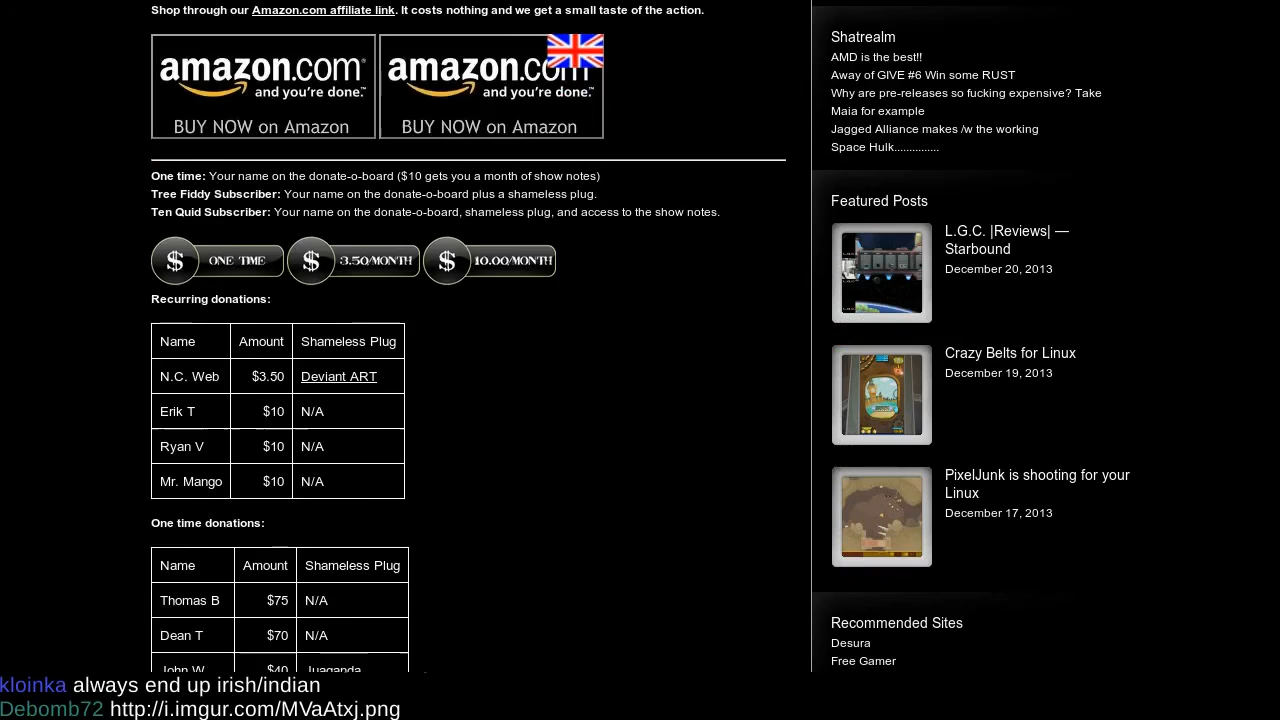 Shop through our Amazon.com affiliate link. It costs nothing and we get a small taste of the action.
amazon.com®
and you're done.™
BUY NOW on Amazon
amazon.com
and you're done.™
BUY NOW on Amazon
One time: Your name on the donate-o-board ($10 gets you a month of show notes)
Tree Fiddy Subscriber: Your name on the donate-o-board plus a shameless plug.
Ten Quid Subscriber: Your name on the donate-o-board, shameless plug, and access to the show notes.
$ ONE TIME $ 3.50/MONTH $ 10.00/MONTH
Recurring donations:
Name Amount Shameless Plug
N.C. Web $3.50 Deviant ART
Erik T $10 N/A
Ryan V $10 N/A
Mr. Mango $10 N/A
One time donations:
Name Amount Shameless Plug
Thomas B $75 N/A
Dean T $70 N/A
John W $40 Juaganda
Shatrealm
AMD is the best!!
Away of GIVE #6 Win some RUST
Why are pre-releases so fucking expensive? Take
Maia for example
Jagged Alliance makes /w the working
Space Hulk...............
Featured Posts
L.G.C. |Reviews| —
Starbound
December 20, 2013
Crazy Belts for Linux
December 19, 2013
PixelJunk is shooting for your
Linux
December 17, 2013
Recommended Sites
Desura
Free Gamer
kloinka always end up irish/indian
Debomb72 http://i.imgur.com/MVaAtxj.png